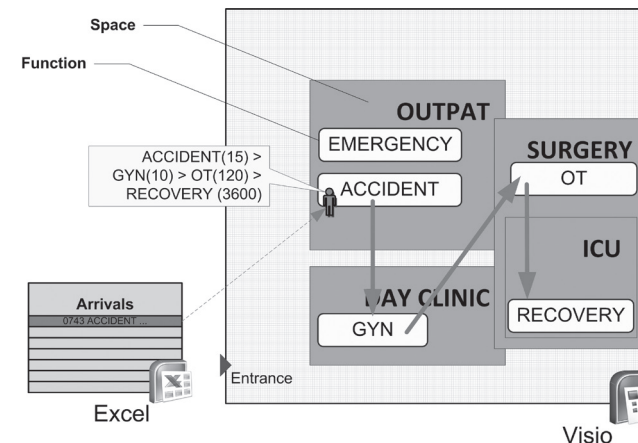 Space
Function
OUTPAT
EMERGENCY
ACCIDENT
ACCIDENT(15) >
GYN(10) > OT(120) >
RECOVERY (3600)
SURGERY
OT
ICU
RECOVERY
DAY CLINIC
GYN
Arrivals
0743 ACCIDENT ...
Entrance
Excel
Visio